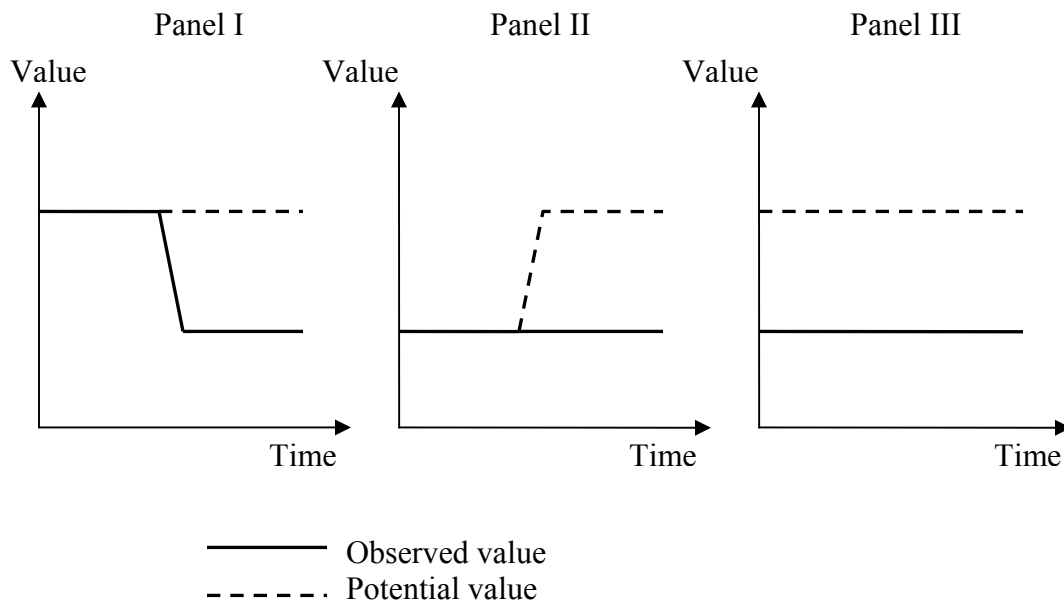 Panel I Panel II Panel III
Value Value Value
Time Time Time
Observed value
Potential value